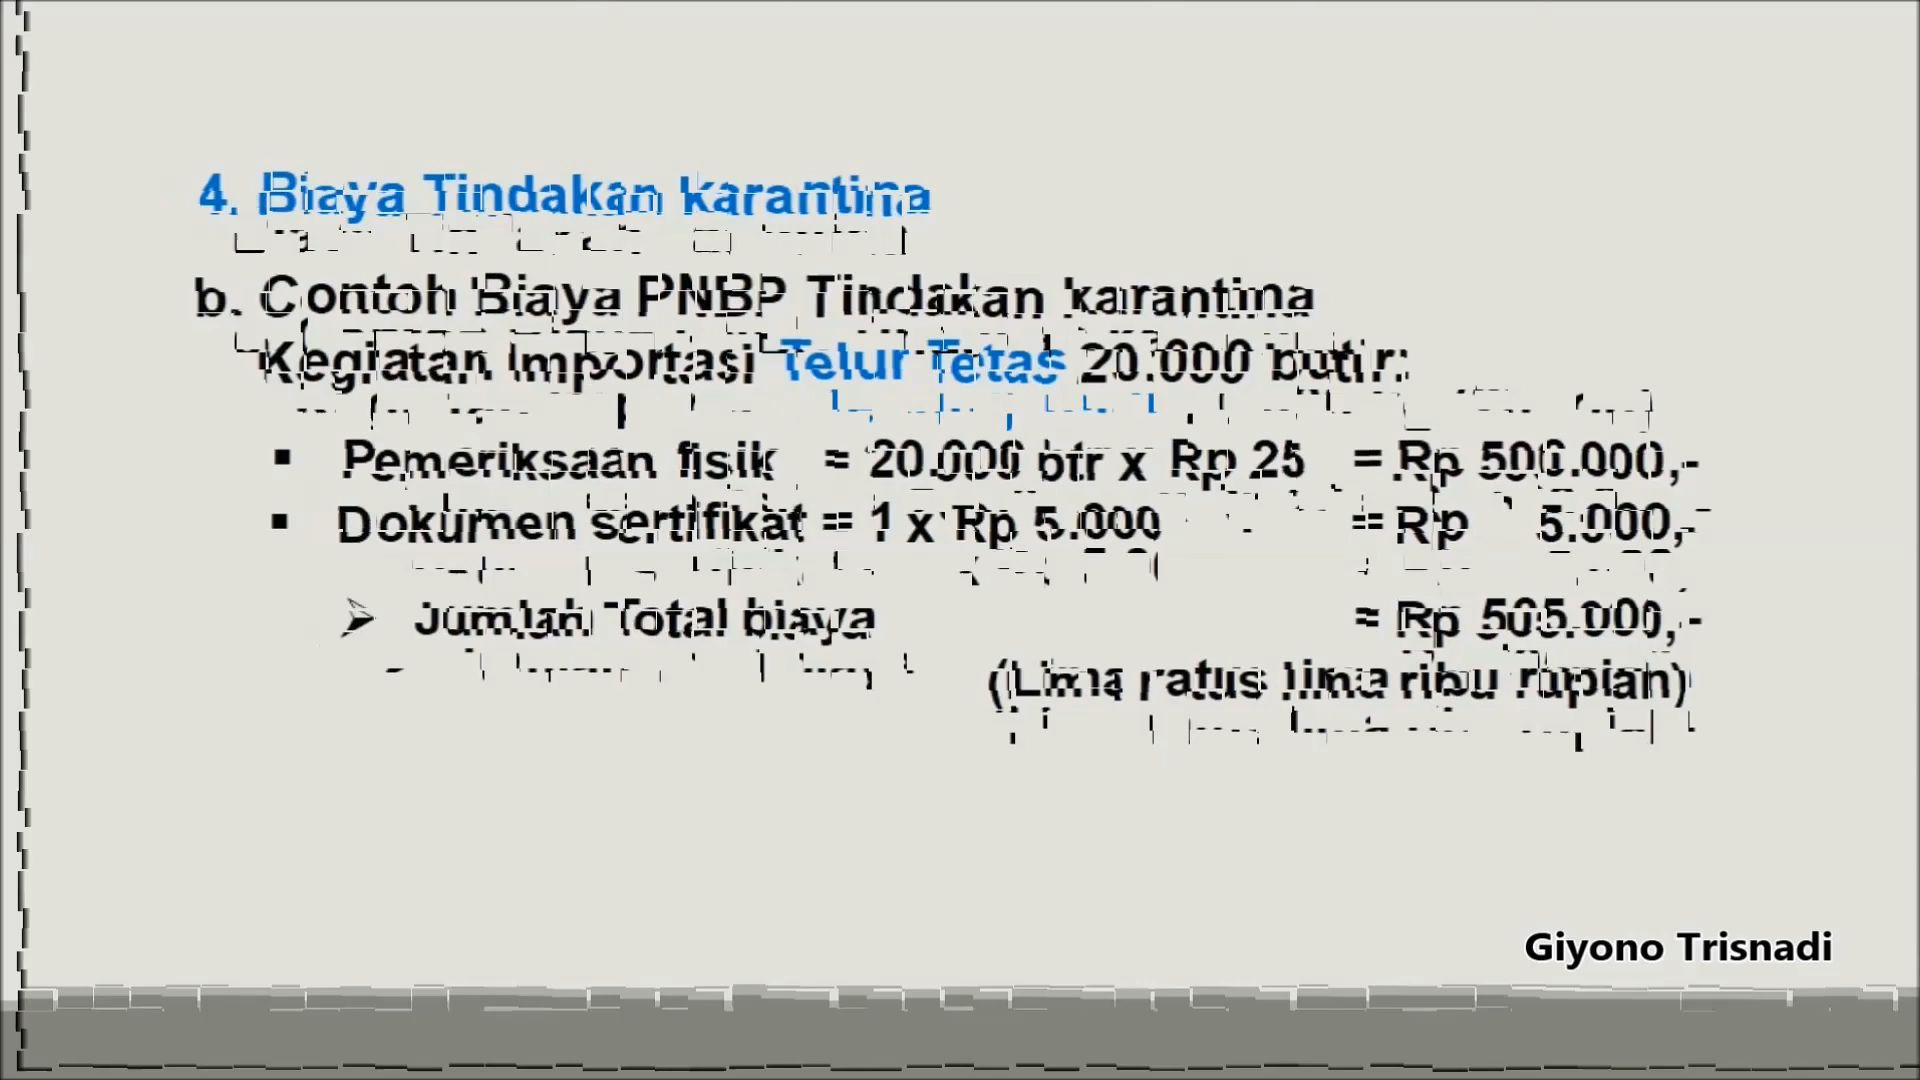 4. Biaya Tindakan karantina
b. Contoh Biaya PNBP Tindakan karantina
Kegiatan Importasi Telur Tetas 20.000 butir:
▪ Pemeriksaan fisik = 20.000 btr x Rp 25 = Rp 500.000,-
▪ Dokumen sertifikat = 1 x Rp 5.000 = Rp 5.000,-
➢ Jumlah Total biaya = Rp 505.000,-
(Lima ratus lima ribu rupiah)
Giyono Trisnadi